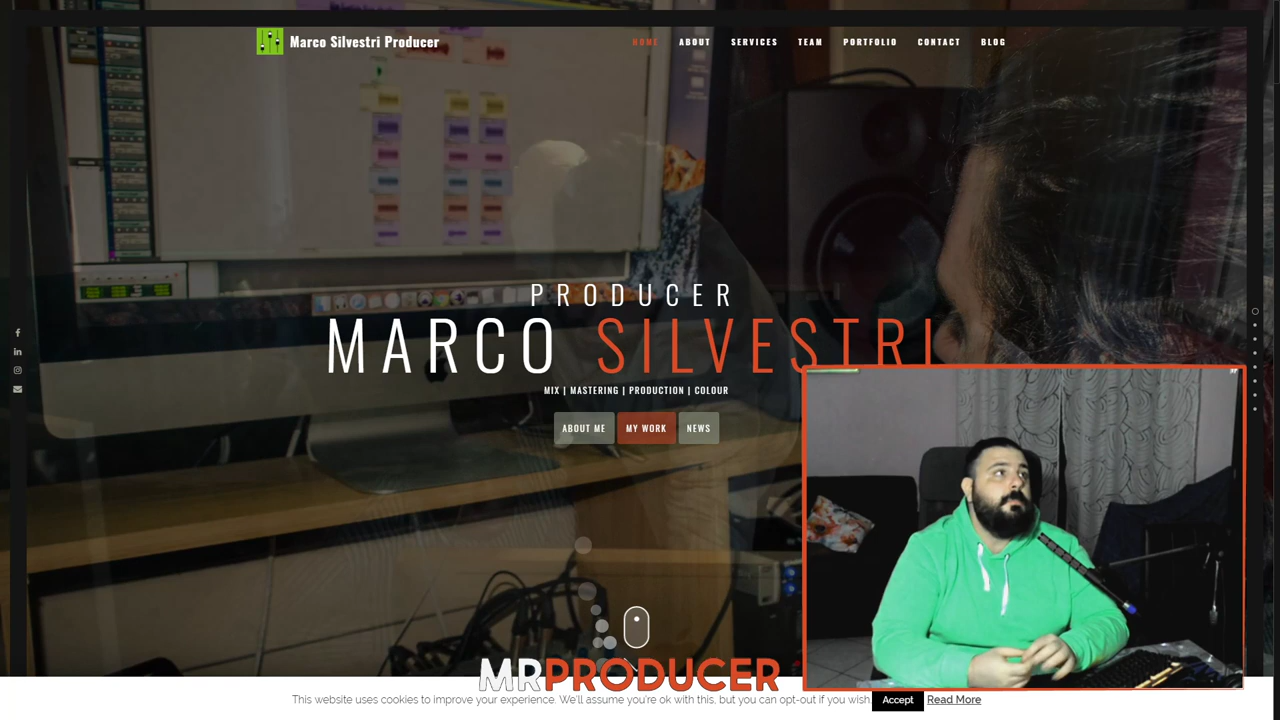 Marco Silvestri Producer
HOME ABOUT SERVICES TEAM PORTFOLIO CONTACT BLOG
PRODUCER
MARCO SILVESTRI
MIX | MASTERING | PRODUCTION | COLOUR
ABOUT ME MY WORK NEWS
MRPRODUCER
This website uses cookies to improve your experience. We'll assume you're ok with this, but you can opt-out if you wish. Accept Read More